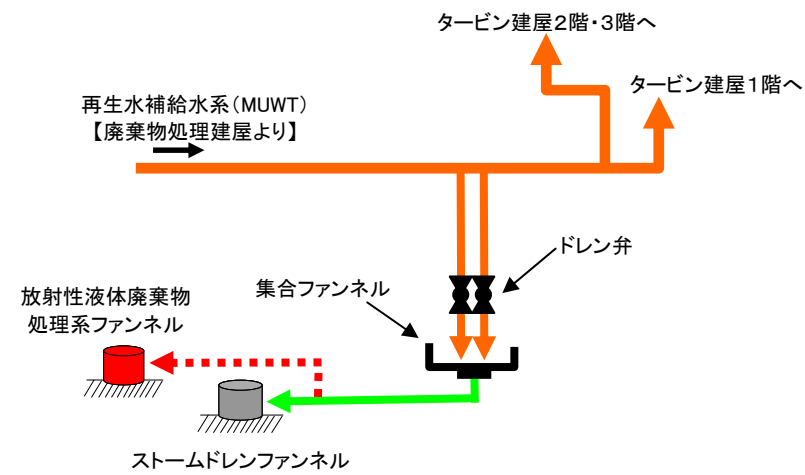 タービン建屋２階・３階へ
タービン建屋１階へ
再生水補給水系（MUWT）
【廃棄物処理建屋より】
ドレン弁
集合ファンネル
放射性液体廃棄物
処理系ファンネル
ストームドレンファンネル